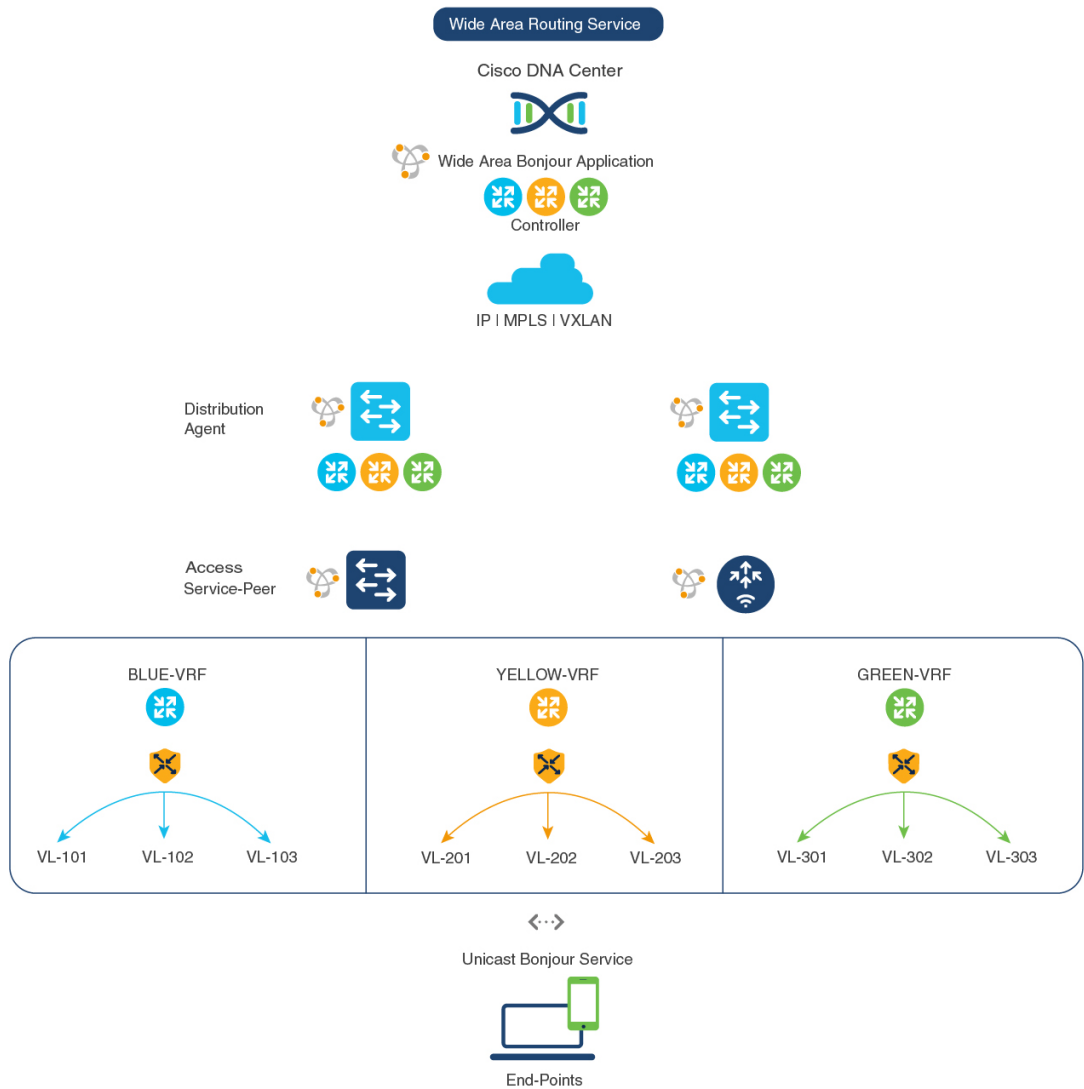 Wide Area Routing Service
Cisco DNA Center
Wide Area Bonjour Application
Controller
IP | MPLS | VXLAN
Distribution
Agent
Access
Service-Peer
BLUE-VRF
YELLOW-VRF
GREEN-VRF
VL-101
VL-102
VL-103
VL-201
VL-202
VL-203
VL-301
VL-302
VL-303
Unicast Bonjour Service
End-Points